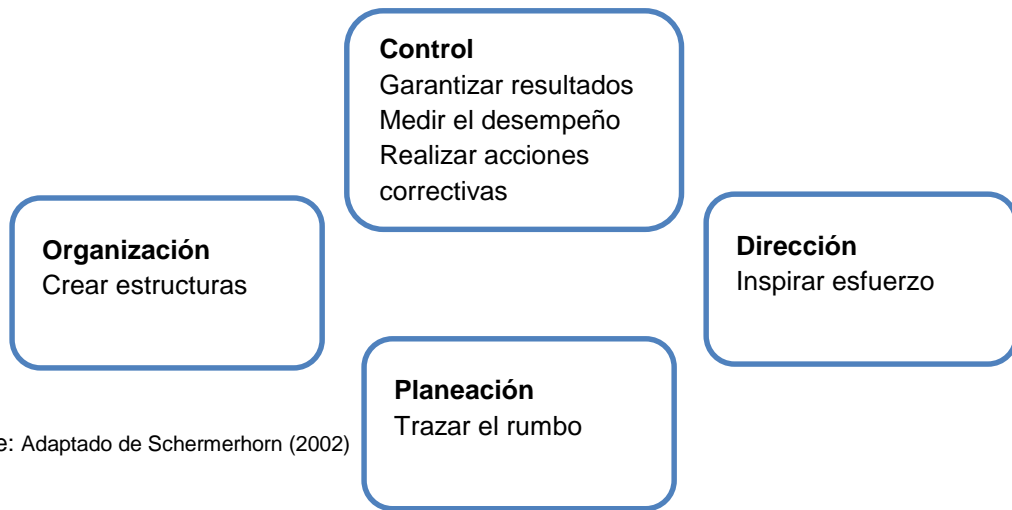 Control
Garantizar resultados
Medir el desempeño
Realizar acciones
correctivas
Organización
Crear estructuras
Dirección
Inspirar esfuerzo
Planeación
Trazar el rumbo
e: Adaptado de Schermerhorn (2002)